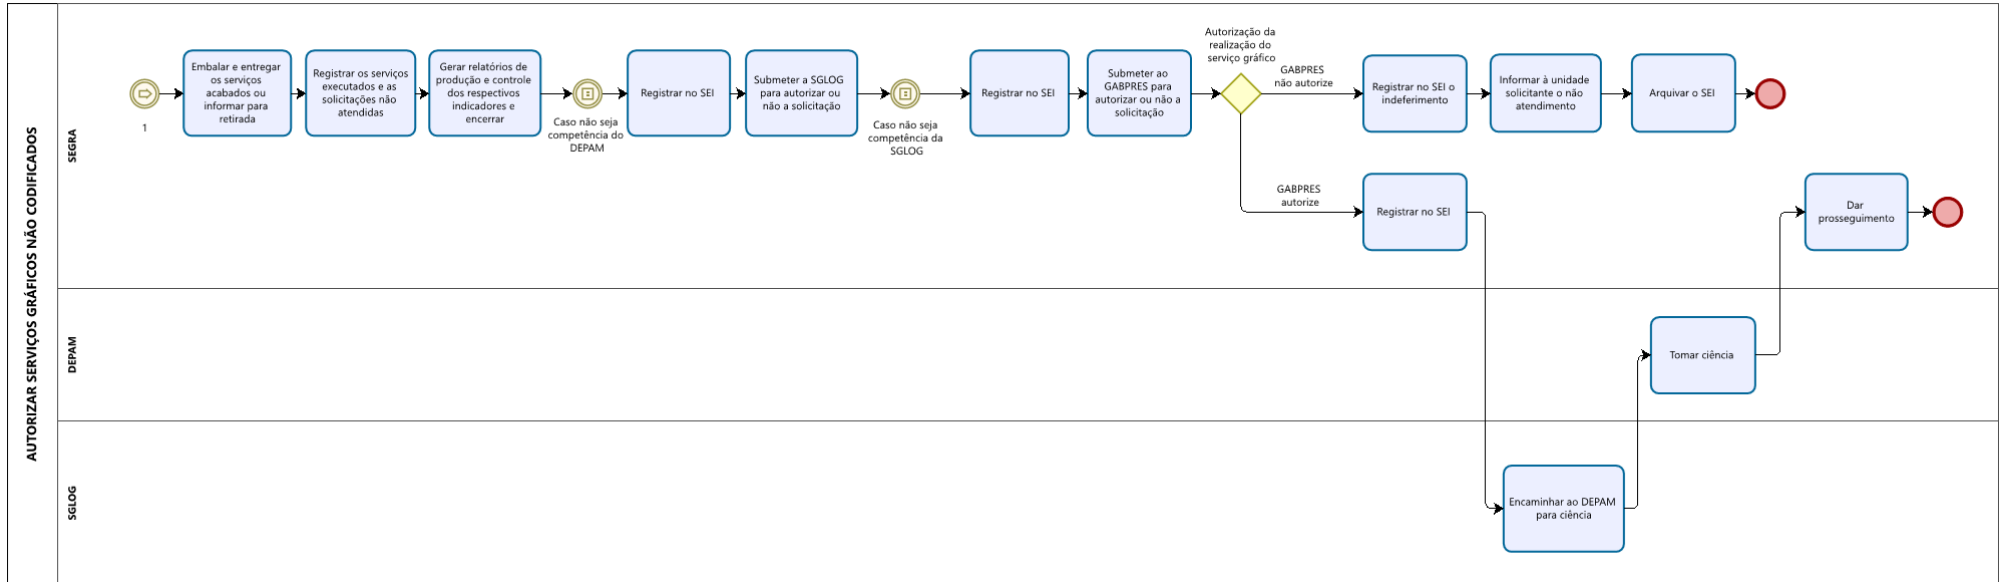 AUTORIZAR SERVIÇOS GRÁFICOS NÃO CODIFICADOS
SEGRA
1
Embalar e entregar
os serviços
acabados ou
informar para
retirada
Registrar os serviços
executados e as
solicitações não
atendidas
Gerar relatórios de
produção e controle
dos respectivos
indicadores e
encerrar
Caso não seja
competência do
DEPAM
Registrar no SEI
Submeter a SGLOG
para autorizar ou
não a solicitação
Caso não seja
competência da
SGLOG
Registrar no SEI
Submeter ao
GABPRES para
autorizar ou não a
solicitação
Autorização da
realização do
serviço gráfico
GABPRES
não autorize
Registrar no SEI o
indeferimento
Informar à unidade
solicitante o não
atendimento
Arquivar o SEI
GABPRES
autorize
Registrar no SEI
Dar
prosseguimento
DEPAM
Tomar ciência
SGLOG
Encaminhar ao DEPAM
para ciência